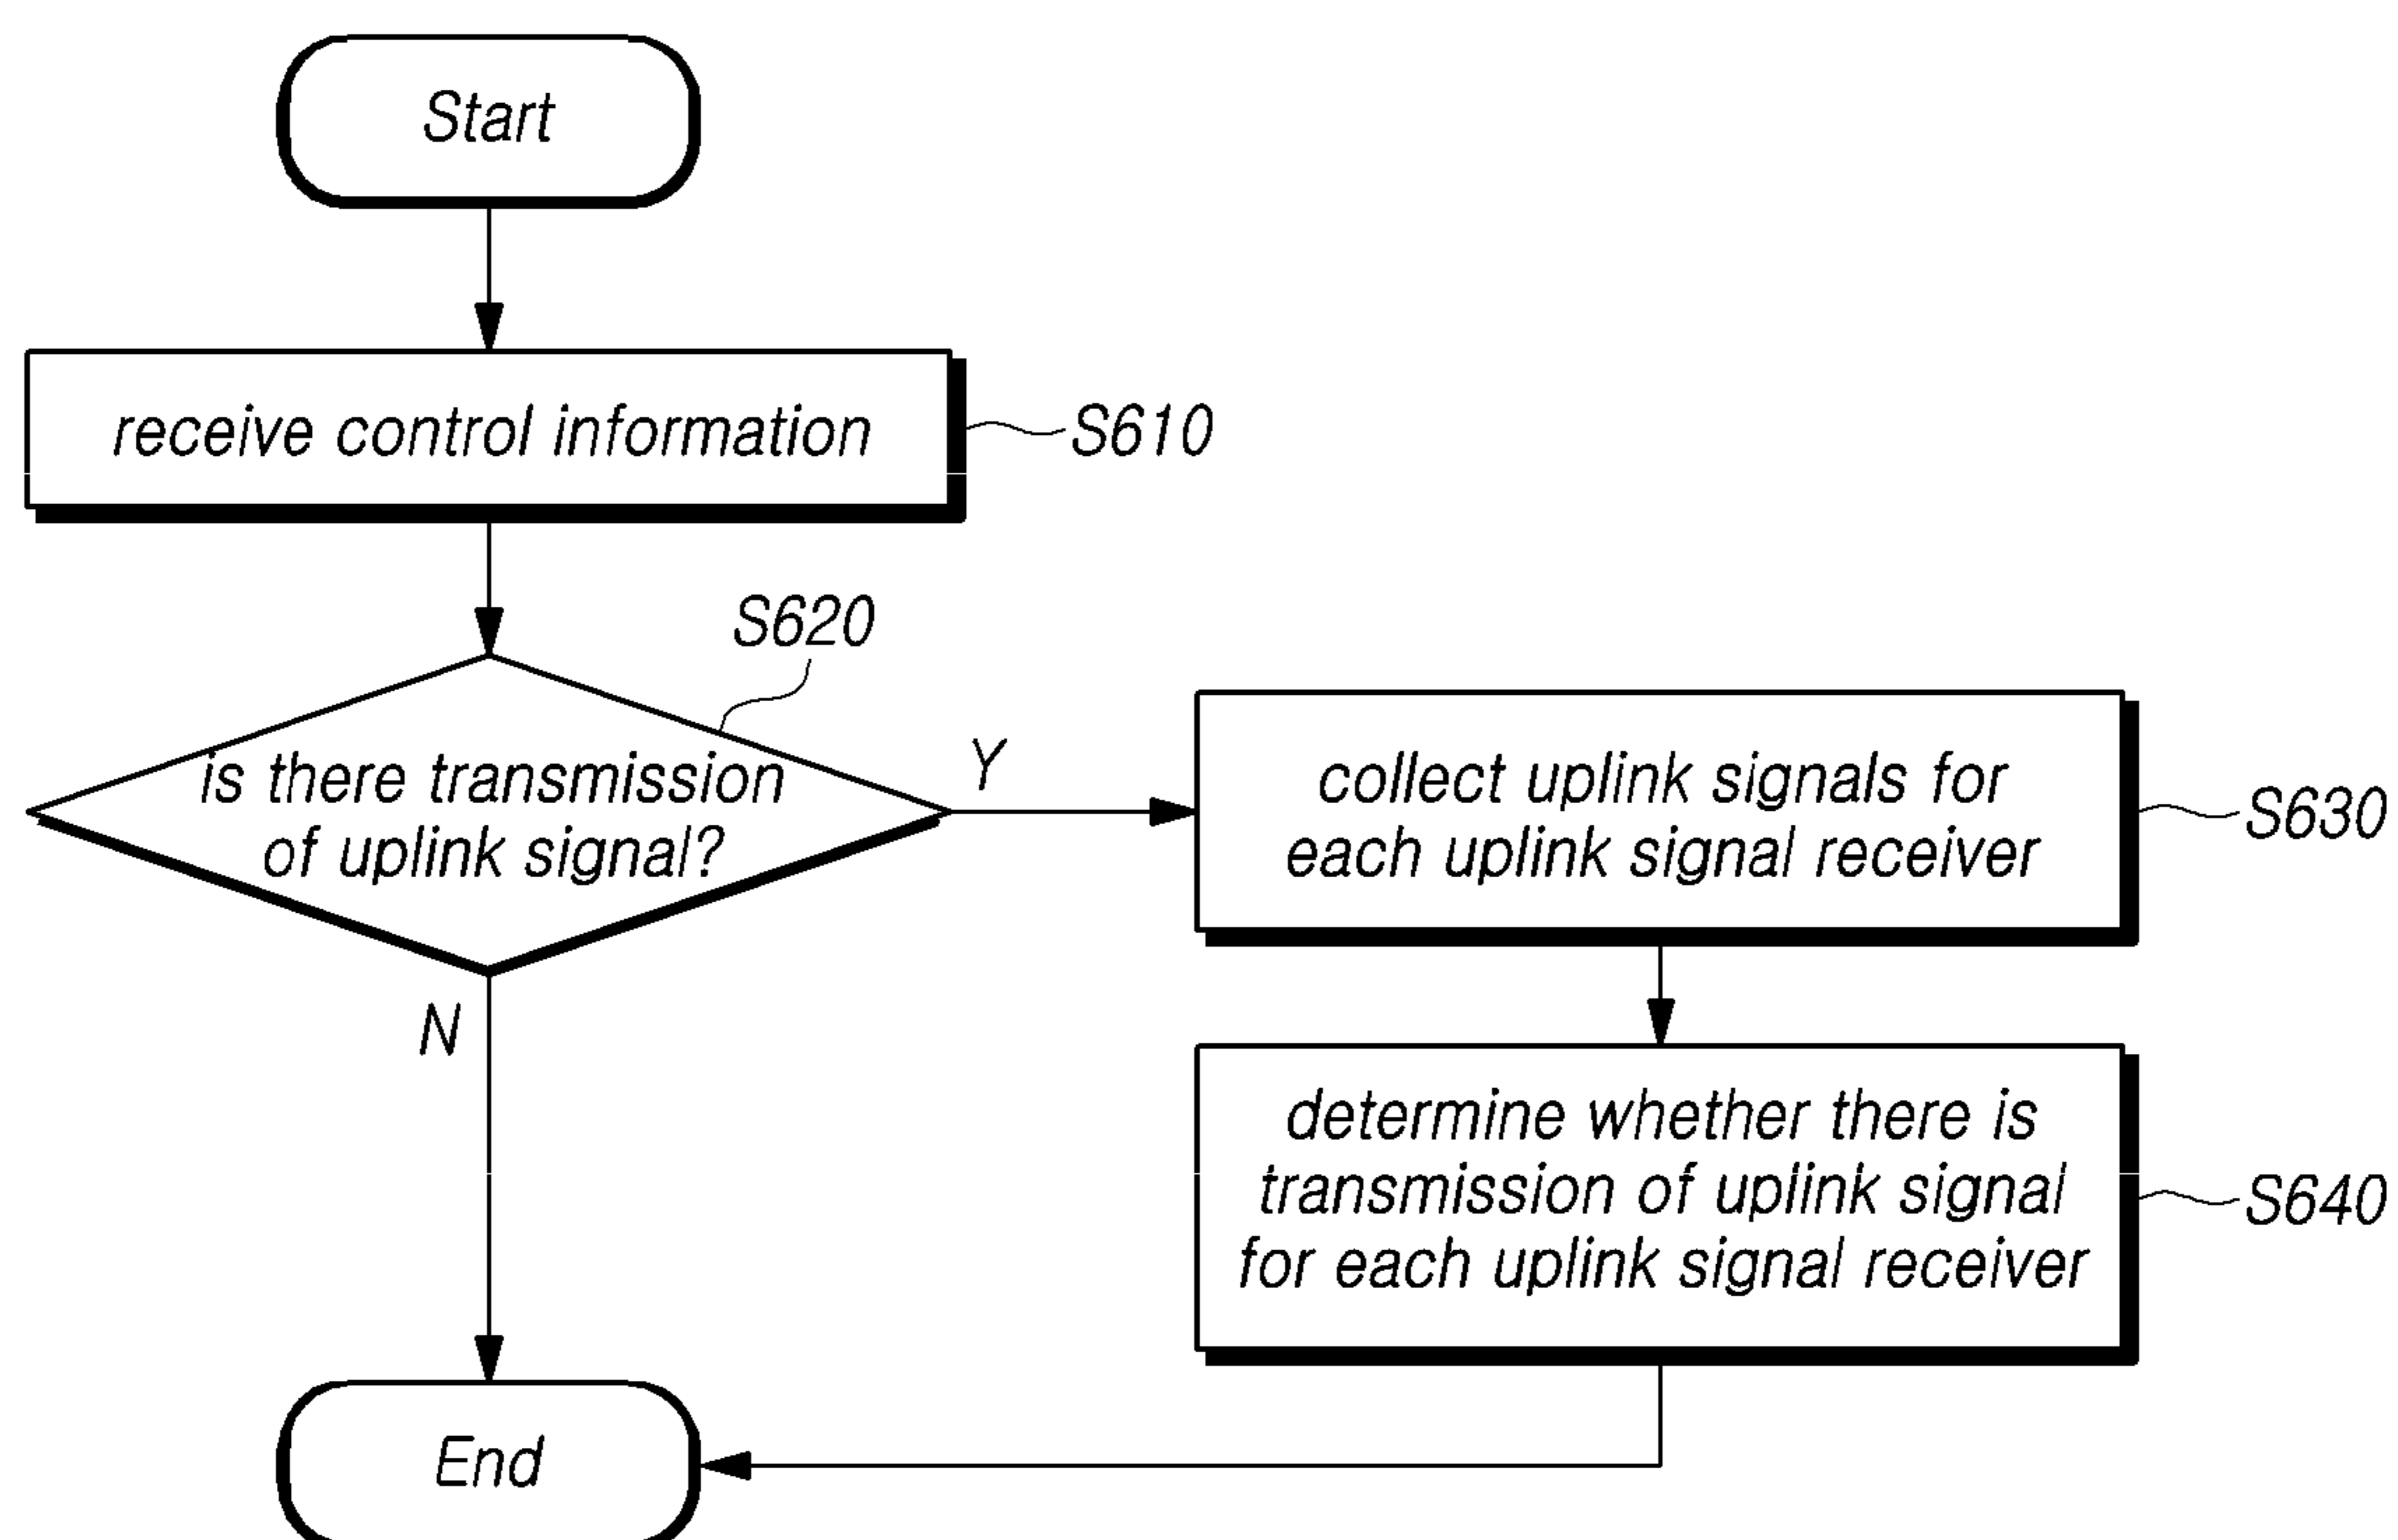 Start
receive control information
S610
S620
is there transmission
of uplink signal?
Y
N
collect uplink signals for
each uplink signal receiver
S630
determine whether there is
transmission of uplink signal
for each uplink signal receiver
S640
End